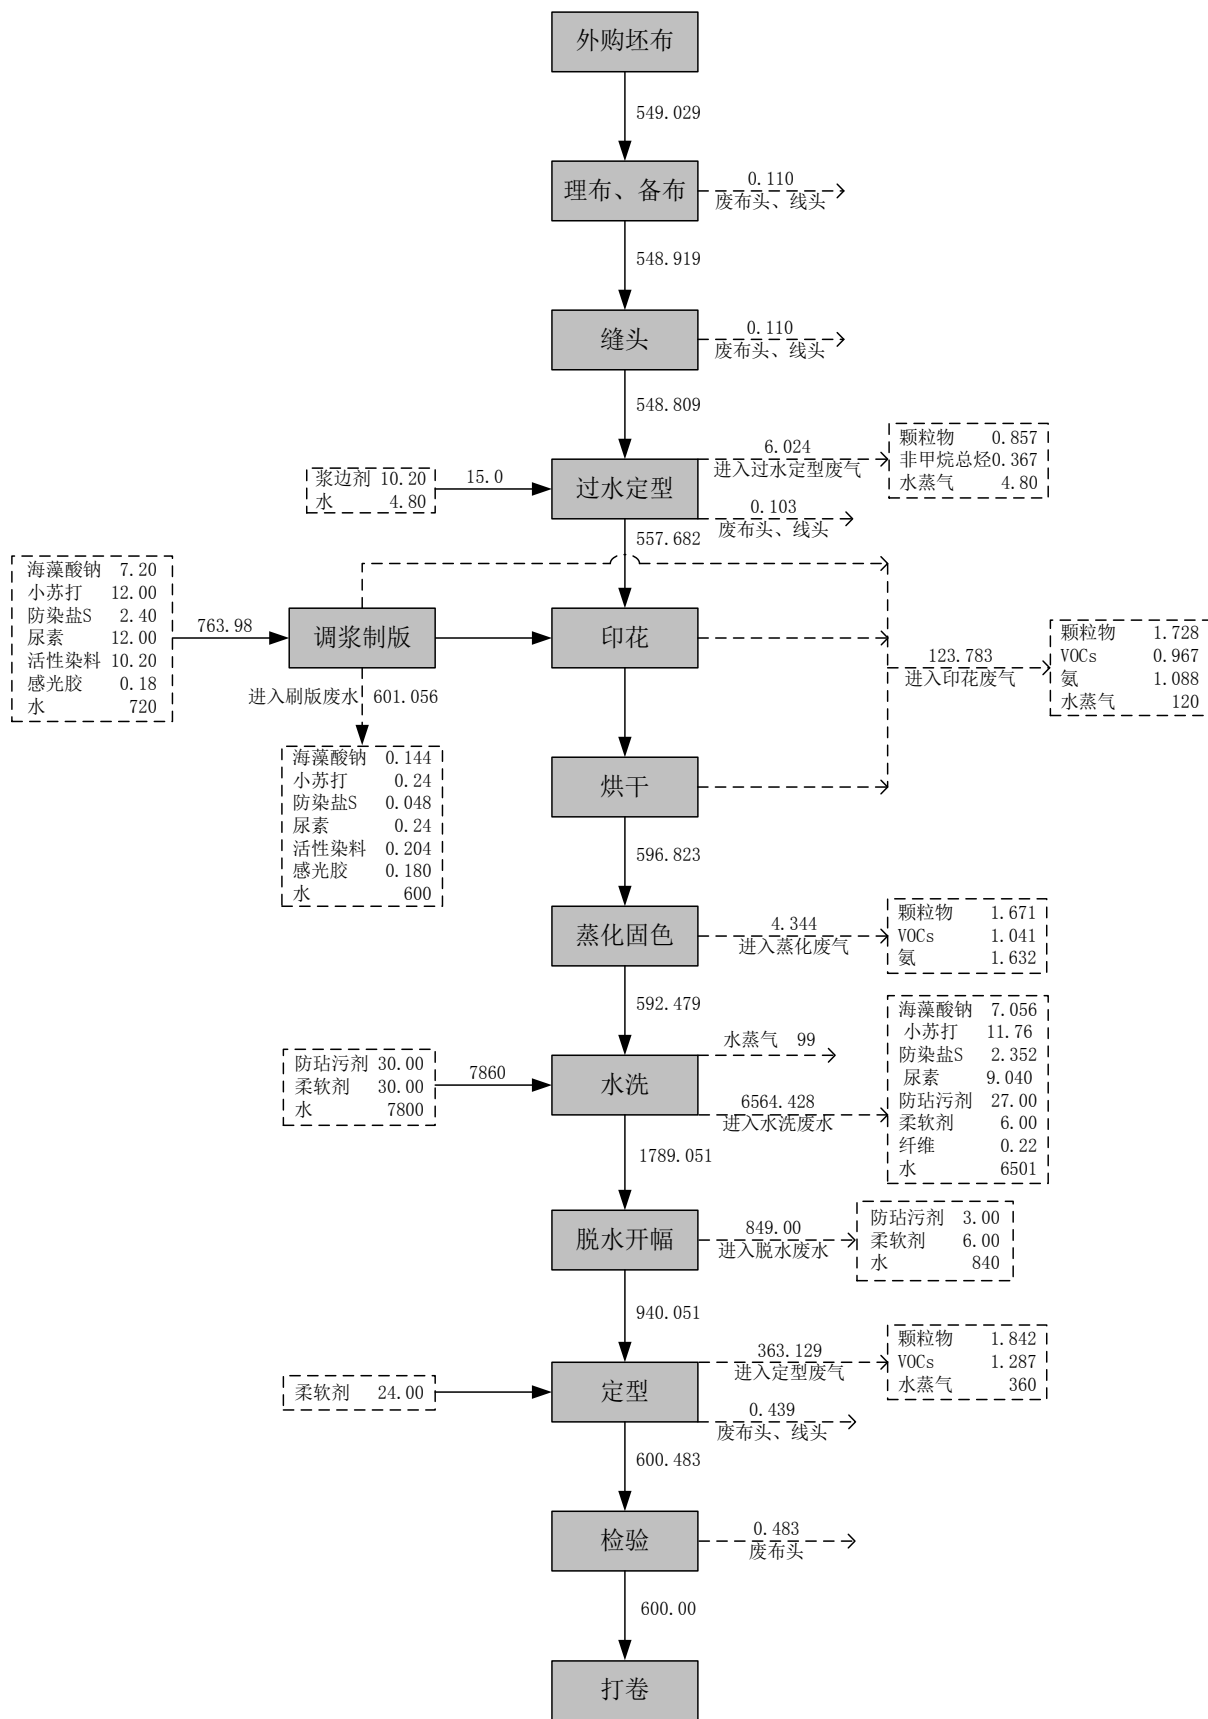 外购坯布
549.029
理布、备布
0.110
废布头、线头
548.919
缝头
0.110
废布头、线头
548.809
浆边剂 10.20
水 4.80
15.0
过水定型
6.024
进入过水定型废气
颗粒物 0.857
非甲烷总烃0.367
水蒸气 4.80
0.103
废布头、线头
557.682
海藻酸钠 7.20
小苏打 12.00
防染盐S 2.40
尿素 12.00
活性染料 10.20
感光胶 0.18
水 720
763.98
调浆制版
印花
123.783
进入印花废气
颗粒物 1.728
VOCs 0.967
氨 1.088
水蒸气 120
进入刷版废水 601.056
海藻酸钠 0.144
小苏打 0.24
防染盐S 0.048
尿素 0.24
活性染料 0.204
感光胶 0.180
水 600
烘干
596.823
蒸化固色
4.344
进入蒸化废气
颗粒物 1.671
VOCs 1.041
氨 1.632
592.479
防玷污剂 30.00
柔软剂 30.00
水 7800
7860
水洗
水蒸气 99
6564.428
进入水洗废水
海藻酸钠 7.056
小苏打 11.76
防染盐S 2.352
尿素 9.040
防玷污剂 27.00
柔软剂 6.00
纤维 0.22
水 6501
1789.051
脱水开幅
849.00
进入脱水废水
防玷污剂 3.00
柔软剂 6.00
水 840
940.051
柔软剂 24.00
定型
363.129
进入定型废气
颗粒物 1.842
VOCs 1.287
水蒸气 360
0.439
废布头、线头
600.483
检验
0.483
废布头
600.00
打卷